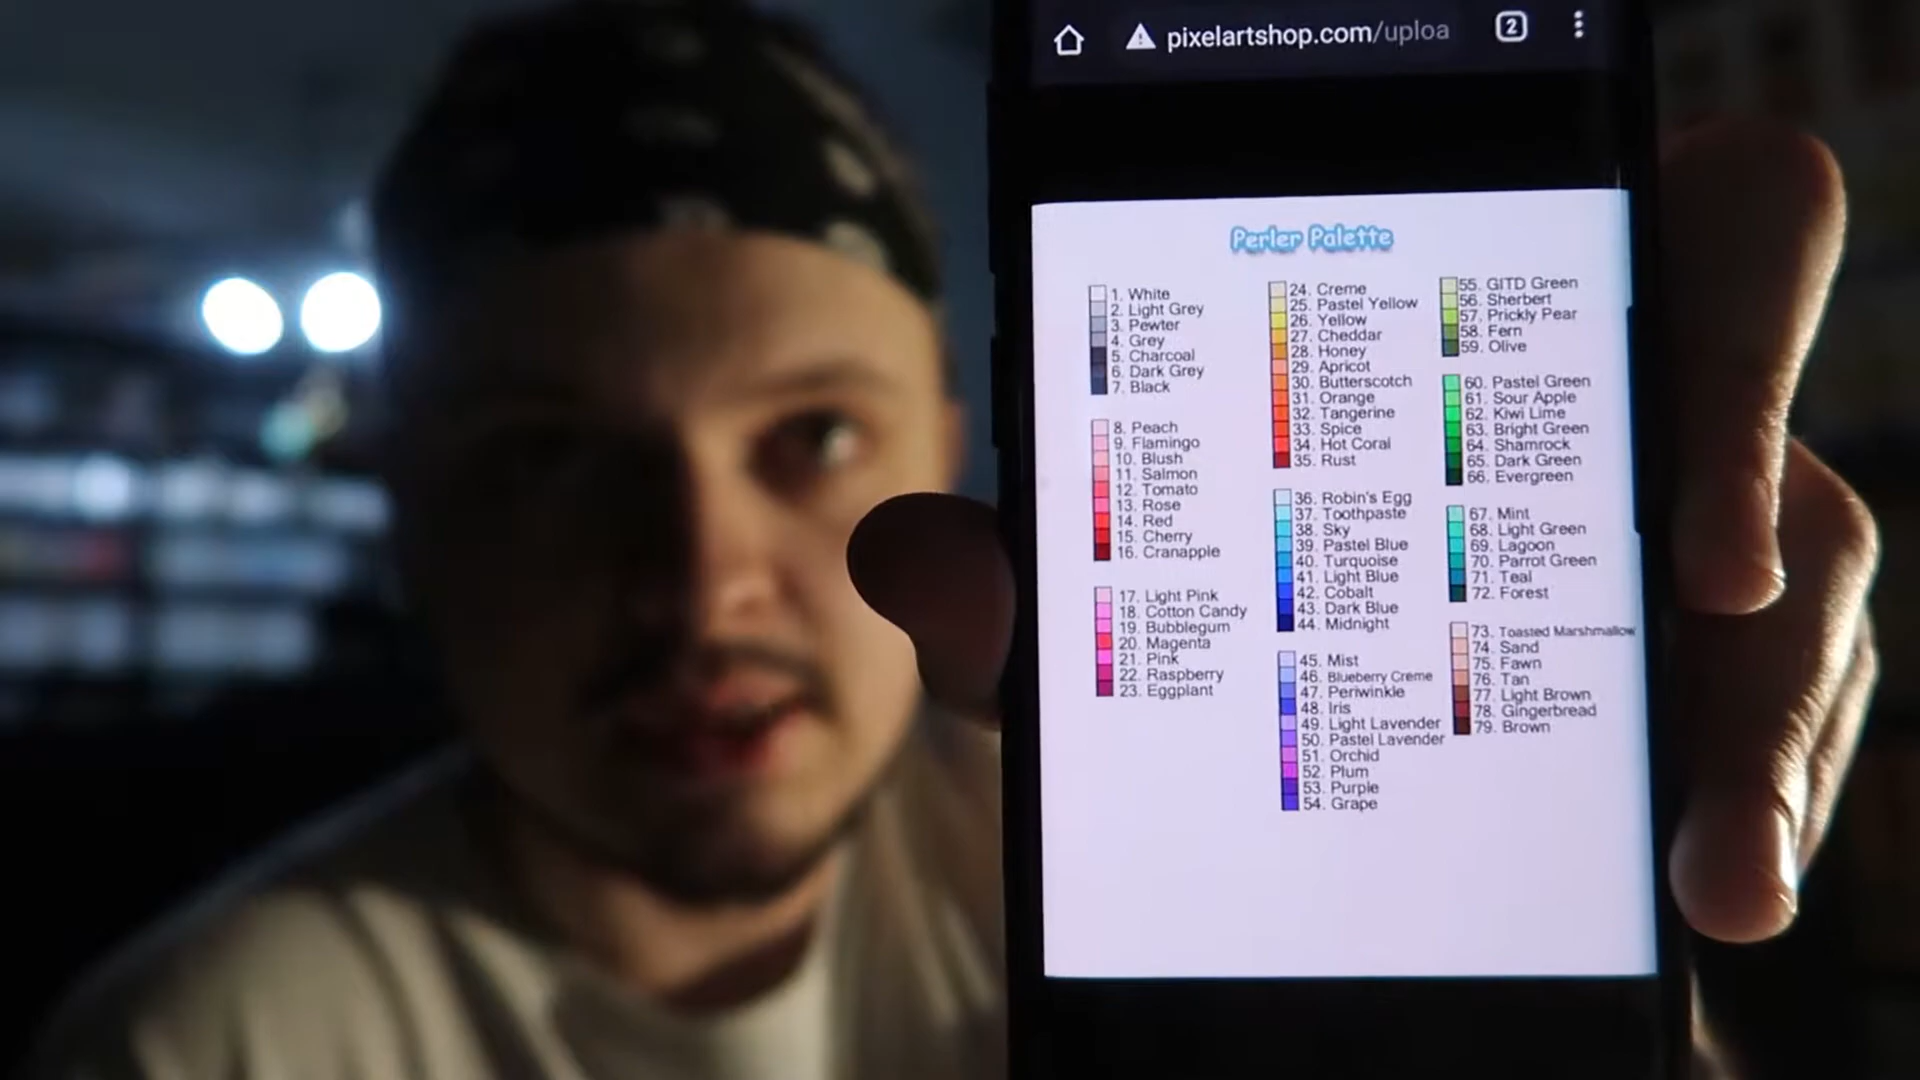 pixelartshop.com/uploa
2
Perler Palette
1. White
2. Light Grey
3. Pewter
4. Grey
5. Charcoal
6. Dark Grey
7. Black
8. Peach
9. Flamingo
10. Blush
11. Salmon
12. Tomato
13. Rose
14. Red
15. Cherry
16. Cranapple
17. Light Pink
18. Cotton Candy
19. Bubblegum
20. Magenta
21. Pink
22. Raspberry
23. Eggplant
24. Creme
25. Pastel Yellow
26. Yellow
27. Cheddar
28. Honey
29. Apricot
30. Butterscotch
31. Orange
32. Tangerine
33. Spice
34. Hot Coral
35. Rust
36. Robin's Egg
37. Toothpaste
38. Sky
39. Pastel Blue
40. Turquoise
41. Light Blue
42. Cobalt
43. Dark Blue
44. Midnight
45. Mist
46. Blueberry Creme
47. Periwinkle
48. Iris
49. Light Lavender
50. Pastel Lavender
51. Orchid
52. Plum
53. Purple
54. Grape
55. GITD Green
56. Sherbert
57. Prickly Pear
58. Fern
59. Olive
60. Pastel Green
61. Sour Apple
62. Kiwi Lime
63. Bright Green
64. Shamrock
65. Dark Green
66. Evergreen
67. Mint
68. Light Green
69. Lagoon
70. Parrot Green
71. Teal
72. Forest
73. Toasted Marshmallow
74. Sand
75. Fawn
76. Tan
77. Light Brown
78. Gingerbread
79. Brown